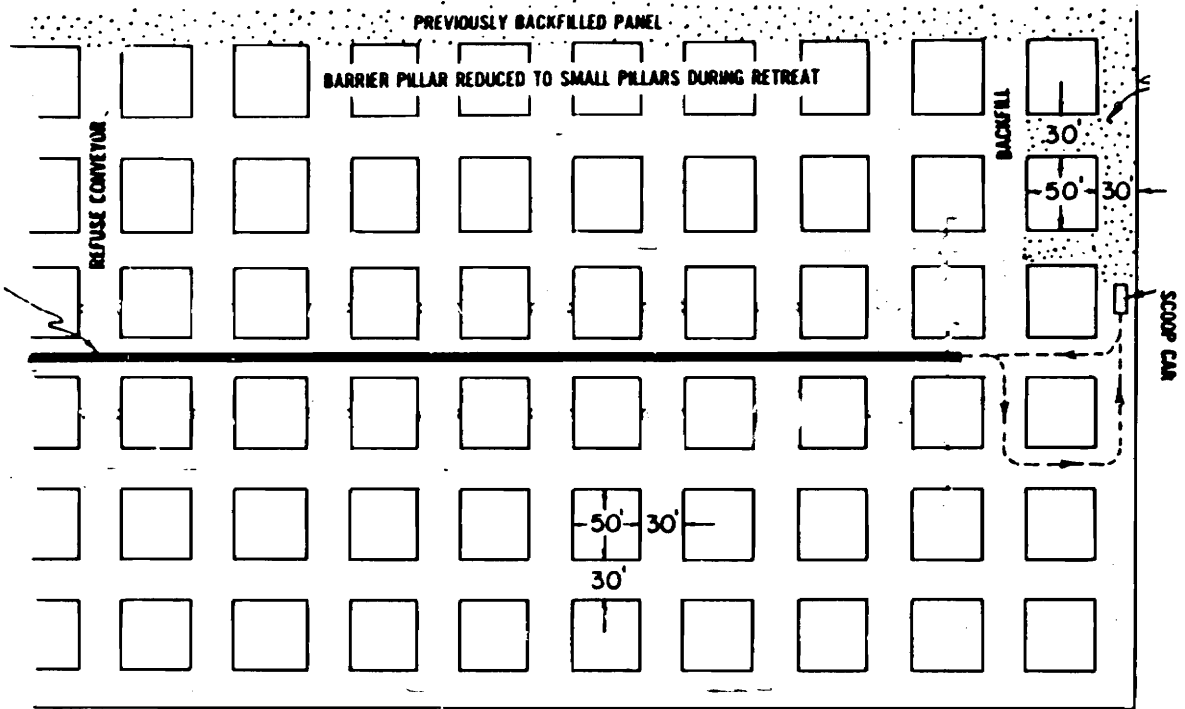 PREVIOUSLY BACKFILLED PANEL
BARRIER PILLAR REDUCED TO SMALL PILLARS DURING RETREAT
REFUSE CONVEYOR
BACKFILL
30'
50' 30'
SCOOP CAR
50' 30'
30'